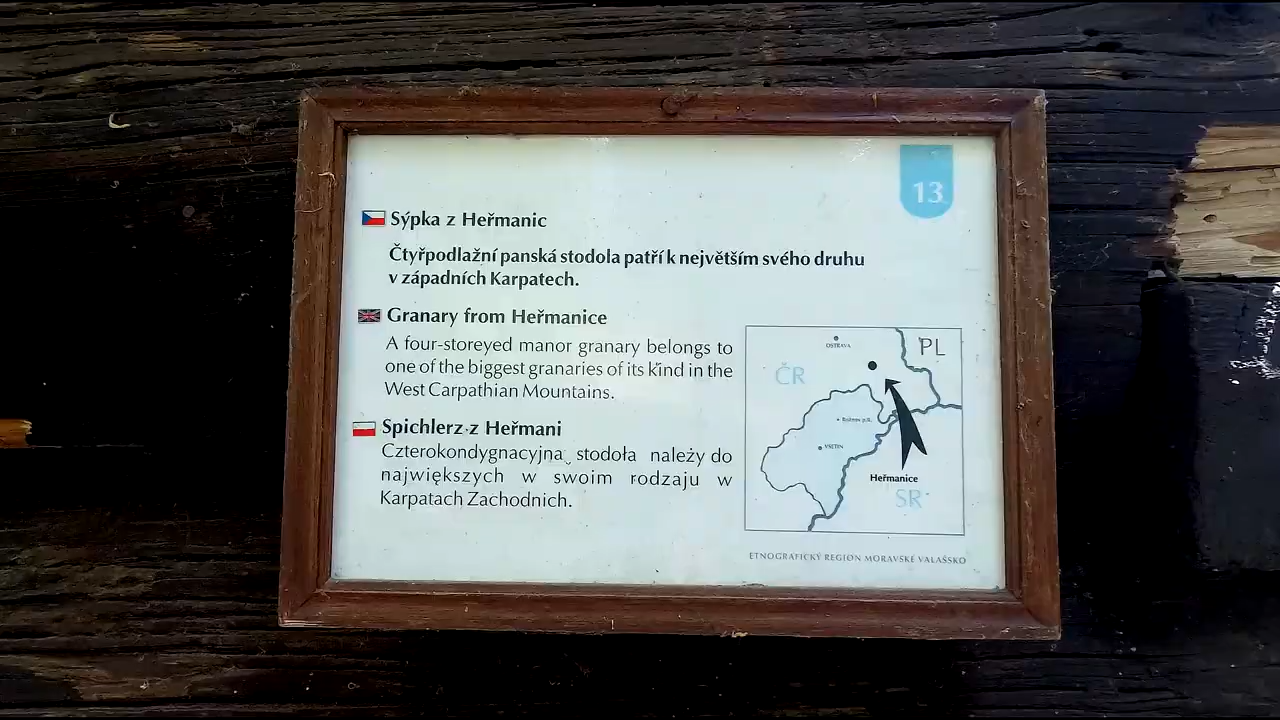 13
Sýpka z Heřmanic
Čtyřpodlažní panská stodola patří k největším svého druhu
v západních Karpatech.
Granary from Heřmanice
A four-storeyed manor granary belongs to
one of the biggest granaries of its kind in the
West Carpathian Mountains.
Spichlerz z Heřmani
Czterokondygnacyjna stodoła należy do
największych w swoim rodzaju w
Karpatach Zachodnich.
OSTRAVA
PL
ČR
Rožnov p.R.
VSETÍN
Heřmanice
SR
ETNOGRAFICKÝ REGION MORAVSKÉ VALAŠSKO